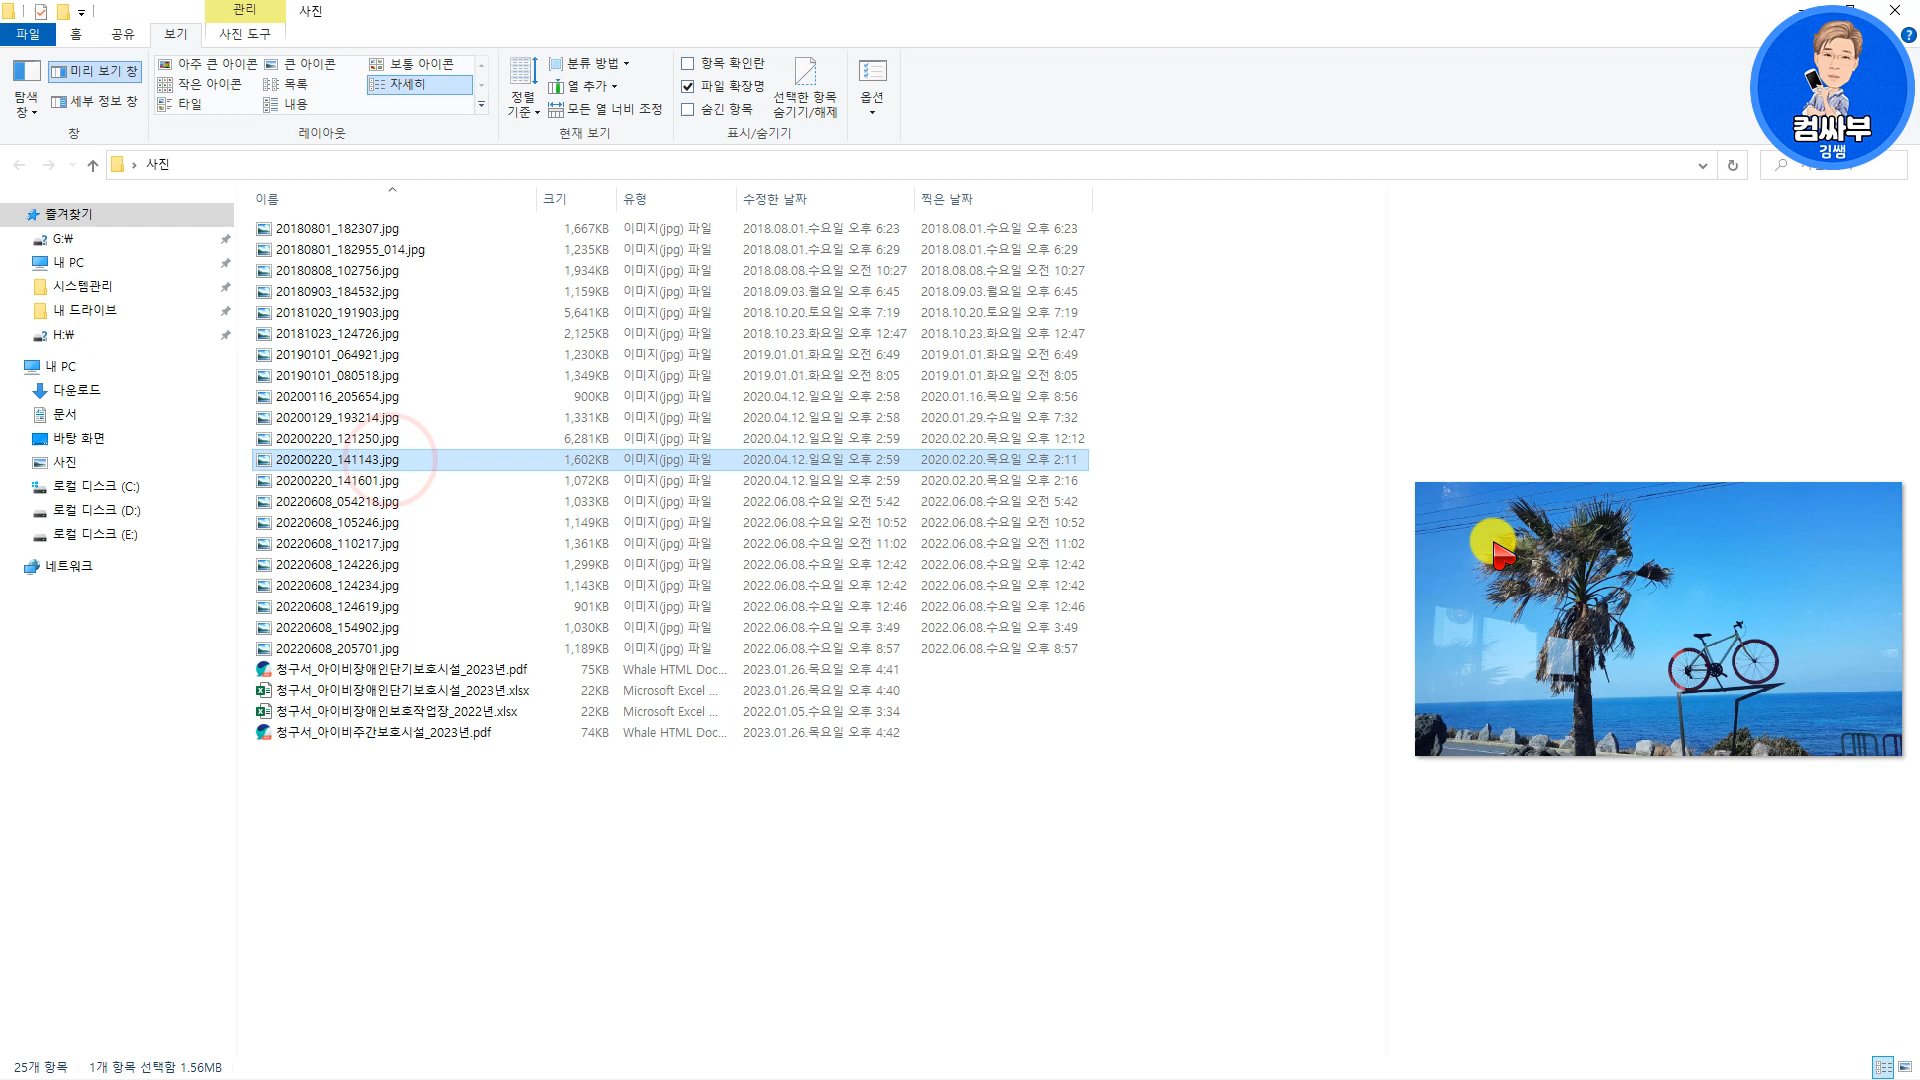 관리
사진
파일
홈
공유
보기
사진 도구
탐색
창
미리 보기 창
세부 정보 창
창
아주 큰 아이콘
큰 아이콘
보통 아이콘
작은 아이콘
목록
자세히
타일
내용
레이아웃
정렬
기준
분류 방법
열 추가
모든 열 너비 조정
현재 보기
항목 확인란
파일 확장명
숨긴 항목
선택한 항목
숨기기/해제
표시/숨기기
옵션
컴싸부
김쌤
사진
이름 크기 유형 수정한 날짜 찍은 날짜
즐겨찾기
G:₩
내 PC
시스템관리
내 드라이브
H:₩
내 PC
다운로드
문서
바탕 화면
사진
로컬 디스크 (C:)
로컬 디스크 (D:)
로컬 디스크 (E:)
네트워크
20180801_182307.jpg 1,667KB 이미지(jpg) 파일 2018.08.01.수요일 오후 6:23 2018.08.01.수요일 오후 6:23
20180801_182955_014.jpg 1,235KB 이미지(jpg) 파일 2018.08.01.수요일 오후 6:29 2018.08.01.수요일 오후 6:29
20180808_102756.jpg 1,934KB 이미지(jpg) 파일 2018.08.08.수요일 오전 10:27 2018.08.08.수요일 오전 10:27
20180903_184532.jpg 1,159KB 이미지(jpg) 파일 2018.09.03.월요일 오후 6:45 2018.09.03.월요일 오후 6:45
20181020_191903.jpg 5,641KB 이미지(jpg) 파일 2018.10.20.토요일 오후 7:19 2018.10.20.토요일 오후 7:19
20181023_124726.jpg 2,125KB 이미지(jpg) 파일 2018.10.23.화요일 오후 12:47 2018.10.23.화요일 오후 12:47
20190101_064921.jpg 1,230KB 이미지(jpg) 파일 2019.01.01.화요일 오전 6:49 2019.01.01.화요일 오전 6:49
20190101_080518.jpg 1,349KB 이미지(jpg) 파일 2019.01.01.화요일 오전 8:05 2019.01.01.화요일 오전 8:05
20200116_205654.jpg 900KB 이미지(jpg) 파일 2020.04.12.일요일 오후 2:58 2020.01.16.목요일 오후 8:56
20200129_193214.jpg 1,331KB 이미지(jpg) 파일 2020.04.12.일요일 오후 2:58 2020.01.29.수요일 오후 7:32
20200220_121250.jpg 6,281KB 이미지(jpg) 파일 2020.04.12.일요일 오후 2:59 2020.02.20.목요일 오후 12:12
20200220_141143.jpg 1,602KB 이미지(jpg) 파일 2020.04.12.일요일 오후 2:59 2020.02.20.목요일 오후 2:11
20200220_141601.jpg 1,072KB 이미지(jpg) 파일 2020.04.12.일요일 오후 2:59 2020.02.20.목요일 오후 2:16
20220608_054218.jpg 1,033KB 이미지(jpg) 파일 2022.06.08.수요일 오전 5:42 2022.06.08.수요일 오전 5:42
20220608_105246.jpg 1,149KB 이미지(jpg) 파일 2022.06.08.수요일 오전 10:52 2022.06.08.수요일 오전 10:52
20220608_110217.jpg 1,361KB 이미지(jpg) 파일 2022.06.08.수요일 오전 11:02 2022.06.08.수요일 오전 11:02
20220608_124226.jpg 1,299KB 이미지(jpg) 파일 2022.06.08.수요일 오후 12:42 2022.06.08.수요일 오후 12:42
20220608_124234.jpg 1,143KB 이미지(jpg) 파일 2022.06.08.수요일 오후 12:42 2022.06.08.수요일 오후 12:42
20220608_124619.jpg 901KB 이미지(jpg) 파일 2022.06.08.수요일 오후 12:46 2022.06.08.수요일 오후 12:46
20220608_154902.jpg 1,030KB 이미지(jpg) 파일 2022.06.08.수요일 오후 3:49 2022.06.08.수요일 오후 3:49
20220608_205701.jpg 1,189KB 이미지(jpg) 파일 2022.06.08.수요일 오후 8:57 2022.06.08.수요일 오후 8:57
청구서_아이비장애인단기보호시설_2023년.pdf 75KB Whale HTML Doc... 2023.01.26.목요일 오후 4:41
청구서_아이비장애인단기보호시설_2023년.xlsx 22KB Microsoft Excel ... 2023.01.26.목요일 오후 4:40
청구서_아이비장애인보호작업장_2022년.xlsx 22KB Microsoft Excel ... 2022.01.05.수요일 오후 3:34
청구서_아이비주간보호시설_2023년.pdf 74KB Whale HTML Doc... 2023.01.26.목요일 오후 4:42
25개 항목 1개 항목 선택함 1.56MB